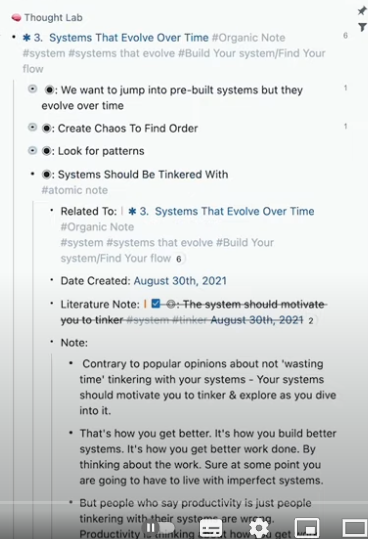 🧠 Thought Lab
✱ 3. Systems That Evolve Over Time #Organic Note 6
#system #systems that evolve #Build Your system/Find Your
flow
◉: We want to jump into pre-built systems but they 1
evolve over time
◉: Create Chaos To Find Order 1
◉: Look for patterns
◉: Systems Should Be Tinkered With
#atomic note
Related To: | ✱ 3. Systems That Evolve Over Time
#Organic Note
#system #systems that evolve #Build Your
system/Find Your flow 6
Date Created: August 30th, 2021
Literature Note: | ☑ ⚙: The system should motivate
you to tinker #system #tinker August 30th, 2021 2
Note:
Contrary to popular opinions about not 'wasting
time' tinkering with your systems - Your systems
should motivate you to tinker & explore as you dive
into it.
That's how you get better. It's how you build better
systems. It's how you get better work done. By
thinking about the work. Sure at some point you
are going to have to live with imperfect systems.
But people who say productivity is just people
tinkering with their systems are wrong.
Productivity is thinking about how you get